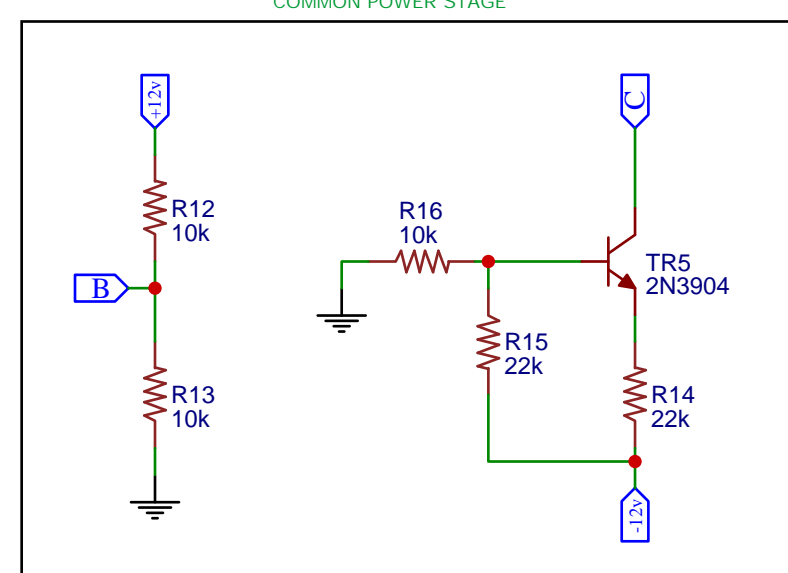 COMMON POWER STAGE
+12v
C
R12
10k
R16
10k
TR5
2N3904
B
R15
22k
R13
10k
R14
22k
-12v